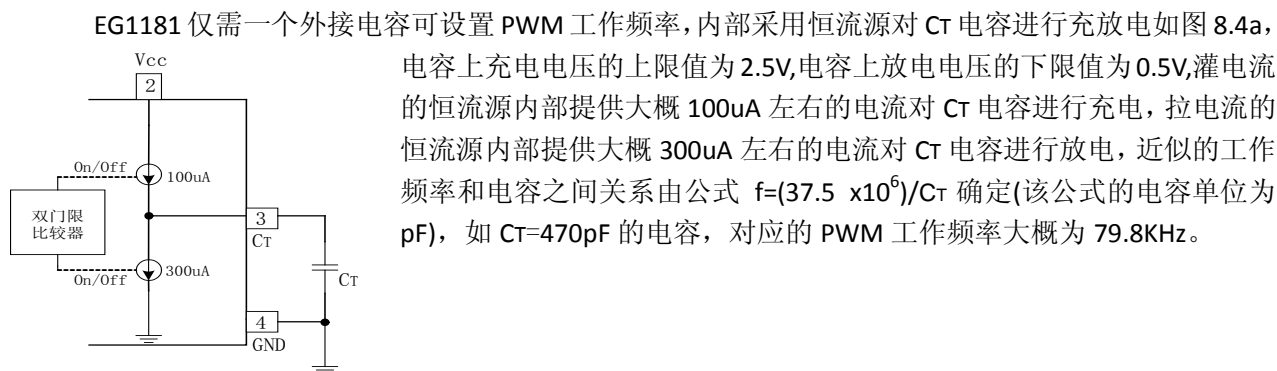 EG1181 仅需一个外接电容可设置 PWM 工作频率，内部采用恒流源对 CT 电容进行充放电如图 8.4a，
电容上充电电压的上限值为 2.5V,电容上放电电压的下限值为 0.5V,灌电流
的恒流源内部提供大概 100uA 左右的电流对 CT 电容进行充电，拉电流的
恒流源内部提供大概 300uA 左右的电流对 CT 电容进行放电，近似的工作
频率和电容之间关系由公式 f=(37.5 x10⁶)/CT 确定(该公式的电容单位为
pF)，如 CT=470pF 的电容，对应的 PWM 工作频率大概为 79.8KHz。
Vcc
2
On/Off
100uA
双门限
比较器
3
CT
On/Off
300uA
CT
4
GND